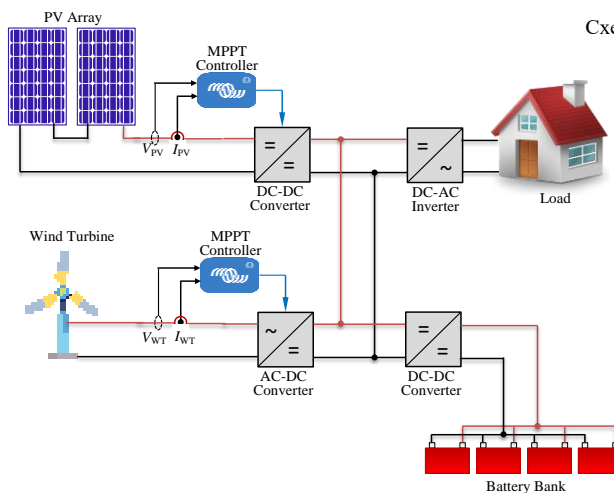 PV Array
Cxe
MPPT
Controller
VPV
IPV
=
=
DC-DC
Converter
=
~
DC-AC
Inverter
Load
Wind Turbine
MPPT
Controller
VWT
IWT
~
=
AC-DC
Converter
=
=
DC-DC
Converter
Battery Bank